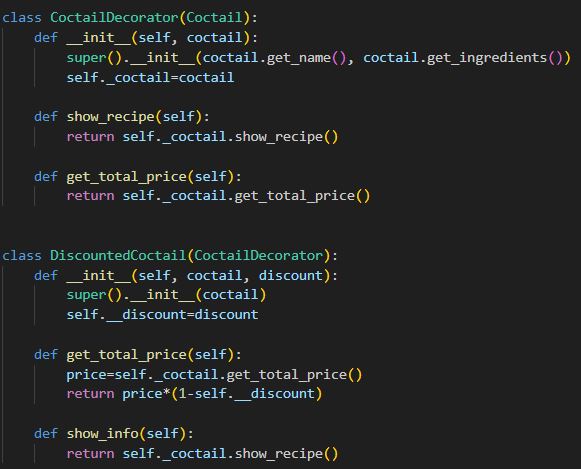 class CoctailDecorator(Coctail):
    def __init__(self, coctail):
        super().__init__(coctail.get_name(), coctail.get_ingredients())
        self._coctail=coctail

    def show_recipe(self):
        return self._coctail.show_recipe()

    def get_total_price(self):
        return self._coctail.get_total_price()

class DiscountedCoctail(CoctailDecorator):
    def __init__(self, coctail, discount):
        super().__init__(coctail)
        self.__discount=discount

    def get_total_price(self):
        price=self._coctail.get_total_price()
        return price*(1-self.__discount)

    def show_info(self):
        return self._coctail.show_recipe()